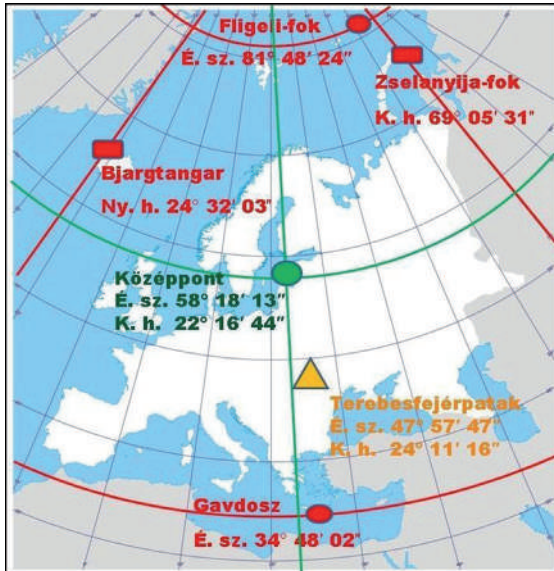 Fligeli-fok
É. sz. 81° 48′ 24″
Zselanyija-fok
K. h. 69° 05′ 31″
Bjargtangar
Ny. h. 24° 32′ 03″
Középpont
É. sz. 58° 18′ 13″
K. h. 22° 16′ 44″
Terebesfejérpatak
É. sz. 47° 57′ 47″
K. h. 24° 11′ 16″
Gavdosz
É. sz. 34° 48′ 02″